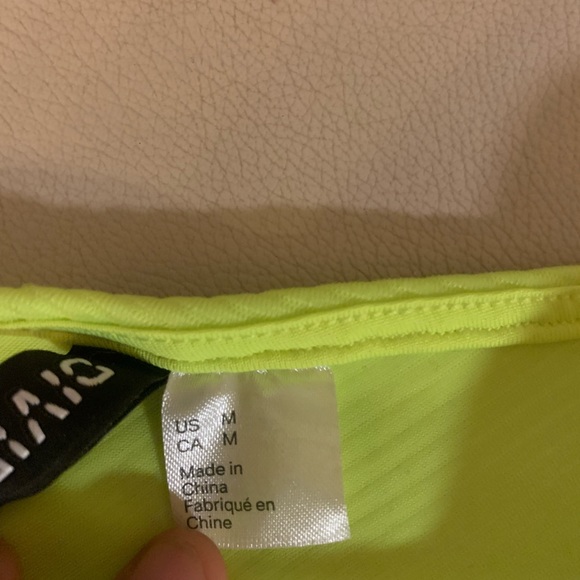 US M
CA M
Made in
China
Fabriqué en
Chine